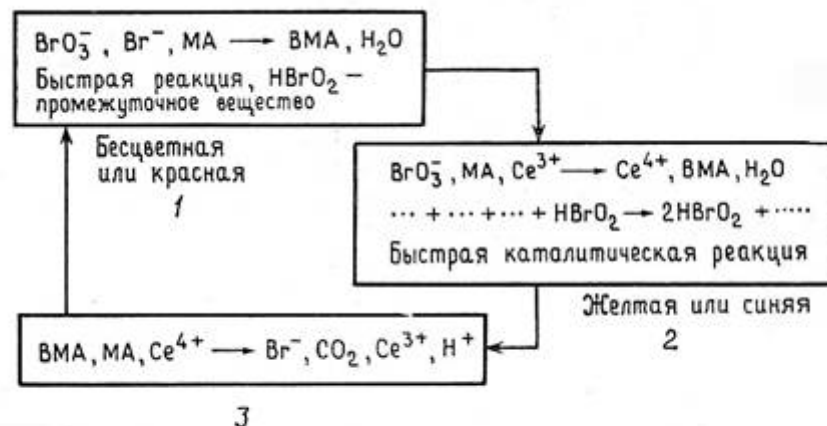 BrO₃⁻, Br⁻, MA ⟶ BMA, H₂O
Быстрая реакция, HBrO₂ –
промежуточное вещество
Бесцветная
или красная
1
BrO₃⁻, MA, Ce³⁺ ⟶ Ce⁴⁺, BMA, H₂O
··· + ··· + ··· + HBrO₂ → 2HBrO₂ + ·····
Быстрая каталитическая реакция
Желтая или синяя
2
BMA, MA, Ce⁴⁺ ⟶ Br⁻, CO₂, Ce³⁺, H⁺
3